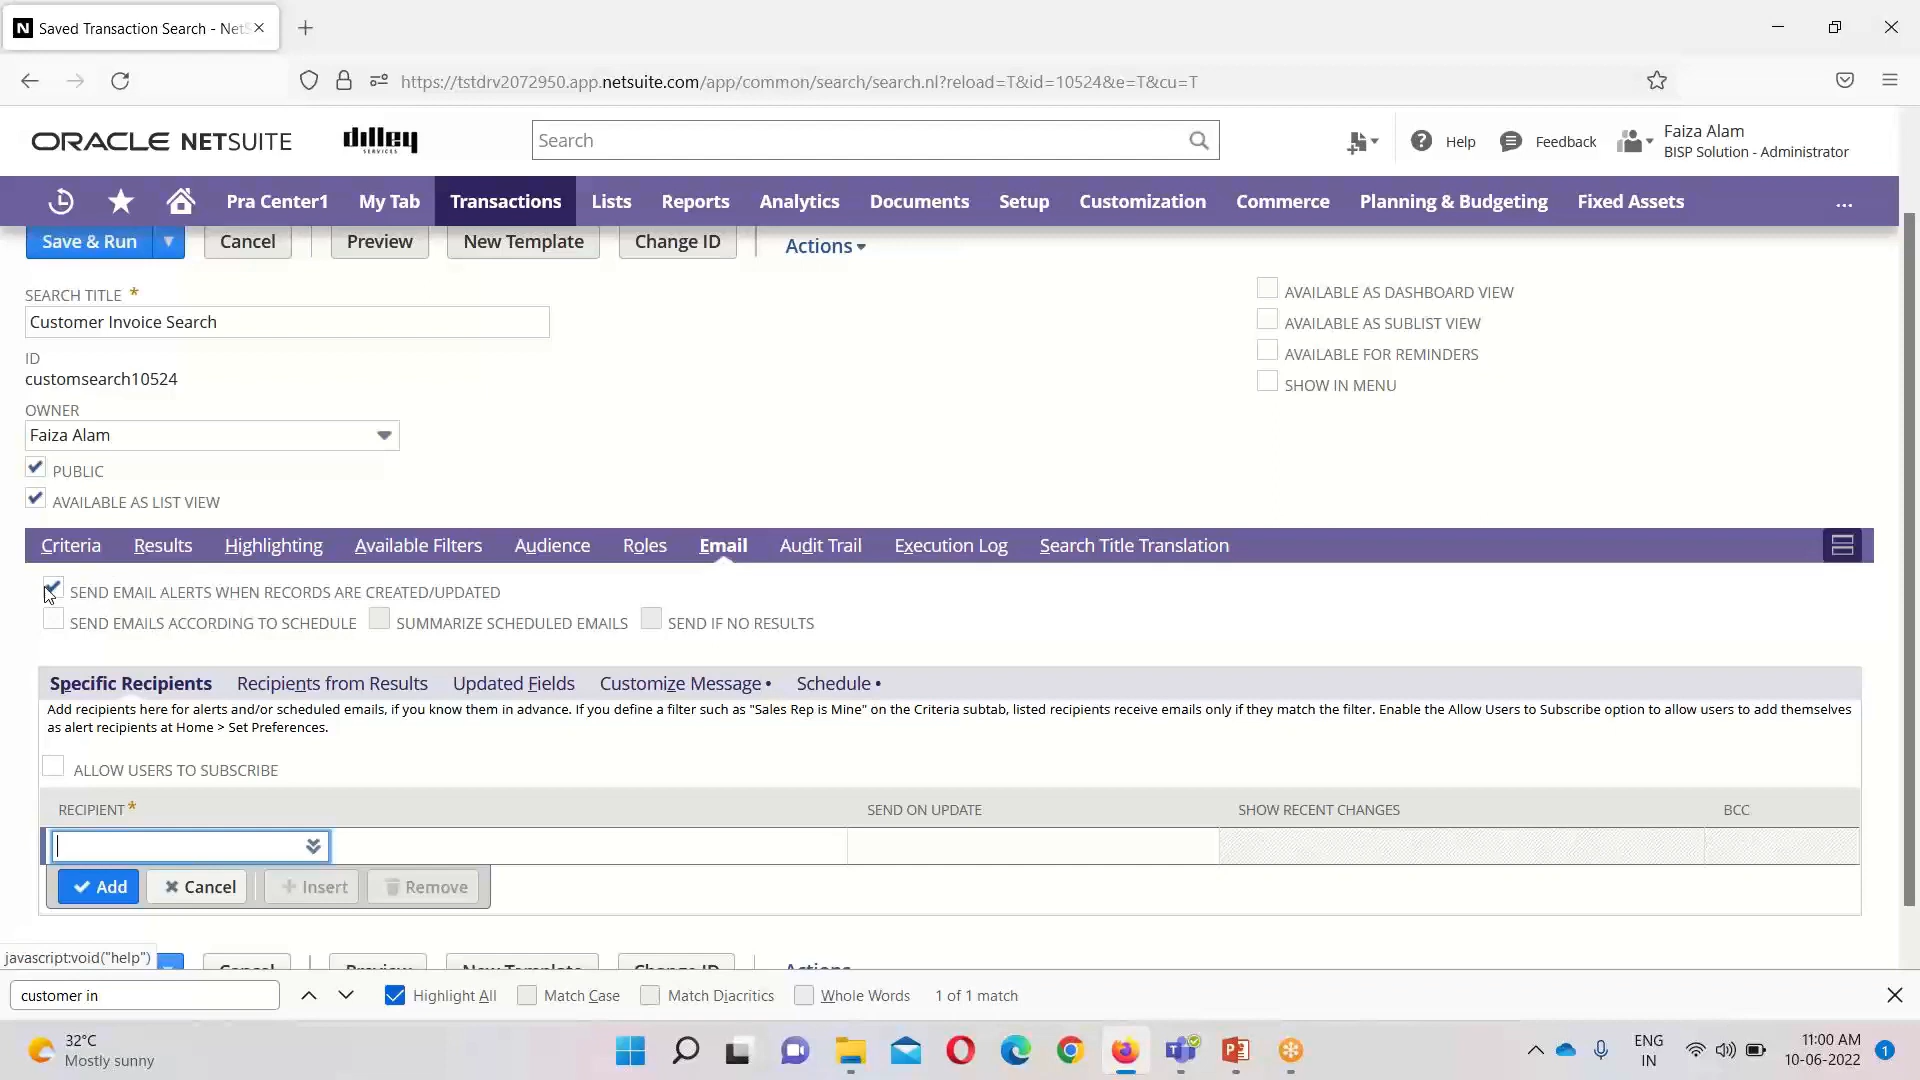 Saved Transaction Search - NetS
https://tstdrv2072950.app.netsuite.com/app/common/search/search.nl?reload=T&id=10524&e=T&cu=T
ORACLE NETSUITE
dilley
SERVICES
Search
Help
Feedback
Faiza Alam
BISP Solution - Administrator
Pra Center1 My Tab Transactions Lists Reports Analytics Documents Setup Customization Commerce Planning & Budgeting Fixed Assets ...
Save & Run Cancel Preview New Template Change ID Actions
SEARCH TITLE *
Customer Invoice Search
ID
customsearch10524
OWNER
Faiza Alam
PUBLIC
AVAILABLE AS LIST VIEW
AVAILABLE AS DASHBOARD VIEW
AVAILABLE AS SUBLIST VIEW
AVAILABLE FOR REMINDERS
SHOW IN MENU
Criteria Results Highlighting Available Filters Audience Roles Email Audit Trail Execution Log Search Title Translation
SEND EMAIL ALERTS WHEN RECORDS ARE CREATED/UPDATED
SEND EMAILS ACCORDING TO SCHEDULE SUMMARIZE SCHEDULED EMAILS SEND IF NO RESULTS
Specific Recipients Recipients from Results Updated Fields Customize Message • Schedule •
Add recipients here for alerts and/or scheduled emails, if you know them in advance. If you define a filter such as "Sales Rep is Mine" on the Criteria subtab, listed recipients receive emails only if they match the filter. Enable the Allow Users to Subscribe option to allow users to add themselves
as alert recipients at Home > Set Preferences.
ALLOW USERS TO SUBSCRIBE
RECIPIENT * SEND ON UPDATE SHOW RECENT CHANGES BCC
Add Cancel Insert Remove
javascript:void("help")
Cancel Preview New Template Change ID Actions
customer in
Highlight All Match Case Match Diacritics Whole Words 1 of 1 match
32°C
Mostly sunny
ENG
IN
11:00 AM
10-06-2022
1